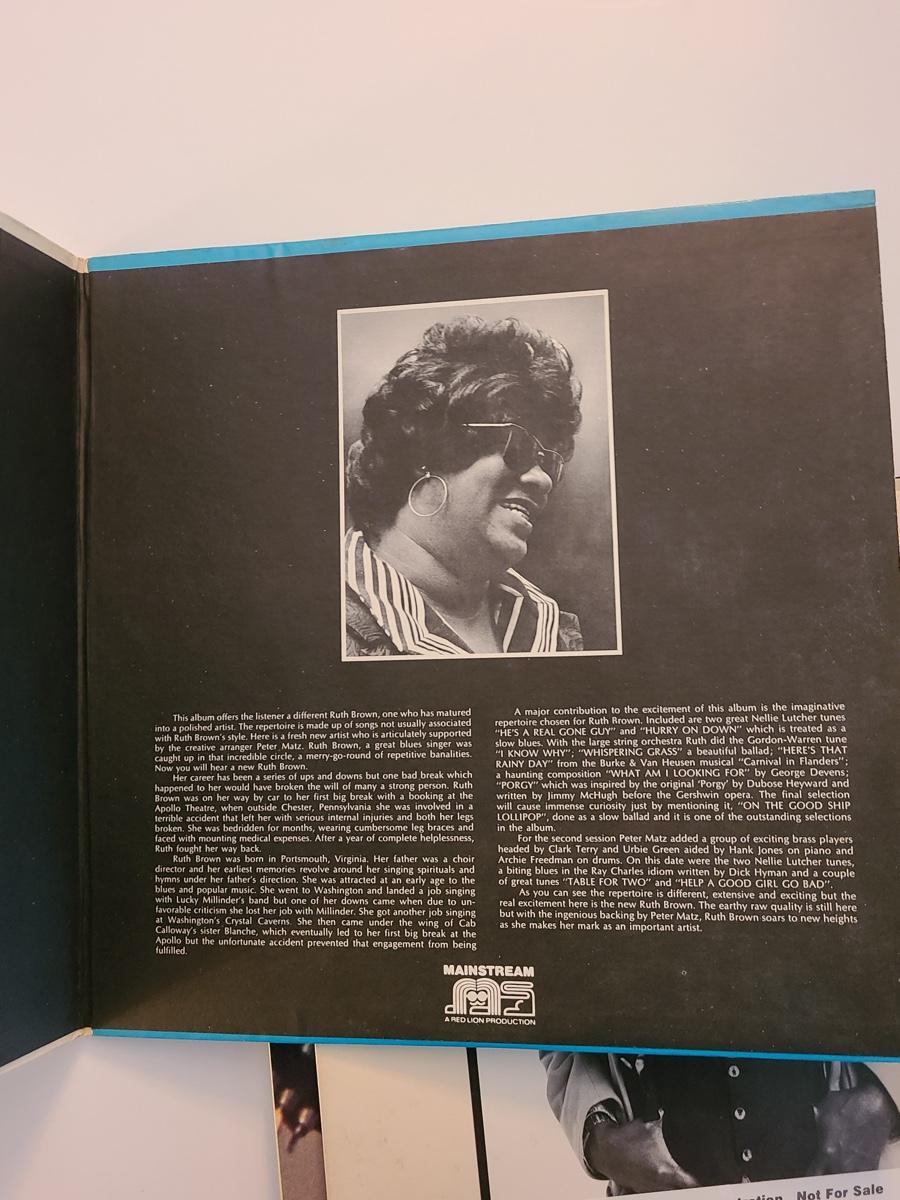 This album offers the listener a different Ruth Brown, one who has matured
into a polished artist. The repertoire is made up of songs not usually associated
with Ruth Brown's style. Here is a fresh new artist who is articulately supported
by the creative arranger Peter Matz. Ruth Brown, a great blues singer was
caught up in that incredible circle, a merry-go-round of repetitive banalities.
Now you will hear a new Ruth Brown.
Her career has been a series of ups and downs but one bad break which
happened to her would have broken the will of many a strong person. Ruth
Brown was on her way by car to her first big break with a booking at the
Apollo Theatre, when outside Chester, Pennsylvania she was involved in a
terrible accident that left her with serious internal injuries and both her legs
broken. She was bedridden for months, wearing cumbersome leg braces and
faced with mounting medical expenses. After a year of complete helplessness,
Ruth fought her way back.
Ruth Brown was born in Portsmouth, Virginia. Her father was a choir
director and her earliest memories revolve around her singing spirituals and
hymns under her father's direction. She was attracted at an early age to the
blues and popular music. She went to Washington and landed a job singing
with Lucky Millinder's band but one of her downs came when due to un-
favorable criticism she lost her job with Millinder. She got another job singing
at Washington's Crystal Caverns. She then came under the wing of Cab
Calloway's sister Blanche, which eventually led to her first big break at the
Apollo but the unfortunate accident prevented that engagement from being
fulfilled.
A major contribution to the excitement of this album is the imaginative
repertoire chosen for Ruth Brown. Included are two great Nellie Lutcher tunes
"HE'S A REAL GONE GUY" and "HURRY ON DOWN" which is treated as a
slow blues. With the large string orchestra Ruth did the Gordon-Warren tune
"I KNOW WHY"; "WHISPERING GRASS" a beautiful ballad; "HERE'S THAT
RAINY DAY" from the Burke & Van Heusen musical "Carnival in Flanders";
a haunting composition "WHAT AM I LOOKING FOR" by George Devens;
"PORGY" which was inspired by the original 'Porgy' by Dubose Heyward and
written by Jimmy McHugh before the Gershwin opera. The final selection
will cause immense curiosity just by mentioning it, "ON THE GOOD SHIP
LOLLIPOP", done as a slow ballad and it is one of the outstanding selections
in the album.
For the second session Peter Matz added a group of exciting brass players
headed by Clark Terry and Urbie Green aided by Hank Jones on piano and
Archie Freedman on drums. On this date were the two Nellie Lutcher tunes,
a biting blues in the Ray Charles idiom written by Dick Hyman and a couple
of great tunes "TABLE FOR TWO" and "HELP A GOOD GIRL GO BAD".
As you can see the repertoire is different, extensive and exciting but the
real excitement here is the new Ruth Brown. The earthy raw quality is still here
but with the ingenious backing by Peter Matz, Ruth Brown soars to new heights
as she makes her mark as an important artist.
MAINSTREAM
A RED LION PRODUCTION
Not For Sale